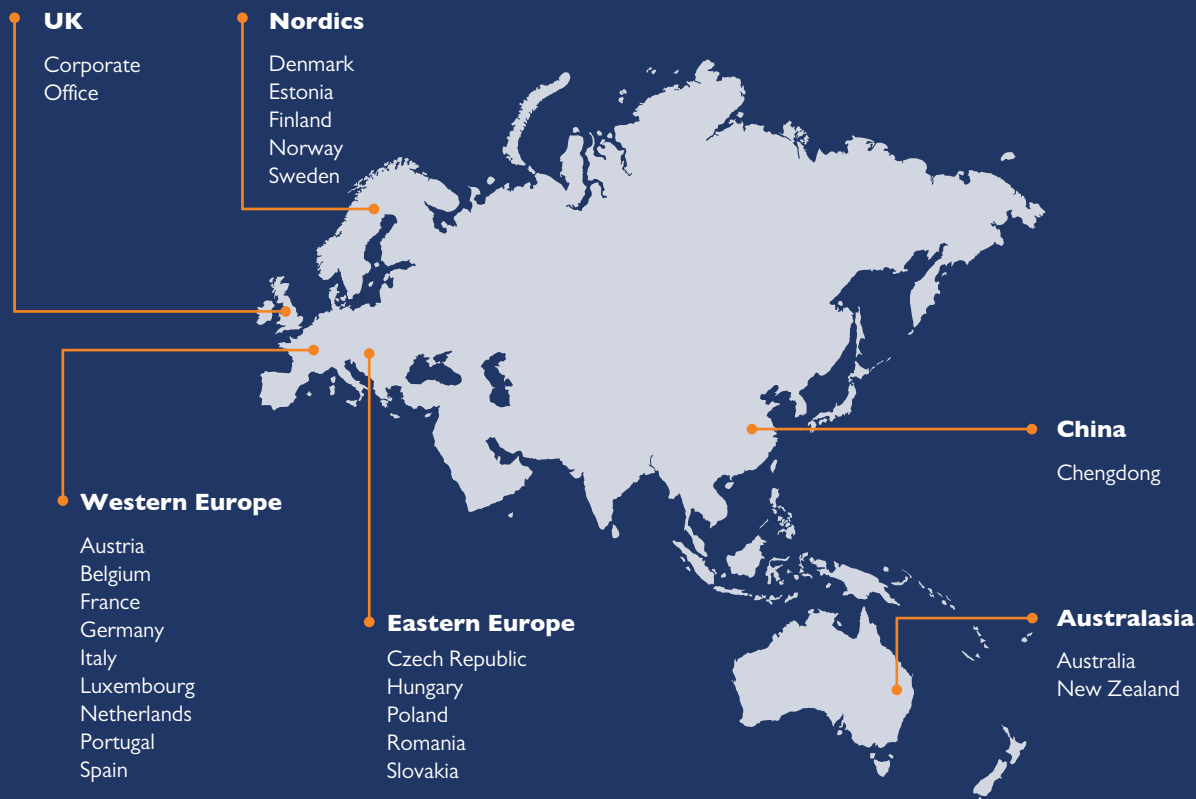 UK
Corporate
Office
Nordics
Denmark
Estonia
Finland
Norway
Sweden
China
Chengdong
Western Europe
Austria
Belgium
France
Germany
Italy
Luxembourg
Netherlands
Portugal
Spain
Eastern Europe
Czech Republic
Hungary
Poland
Romania
Slovakia
Australasia
Australia
New Zealand